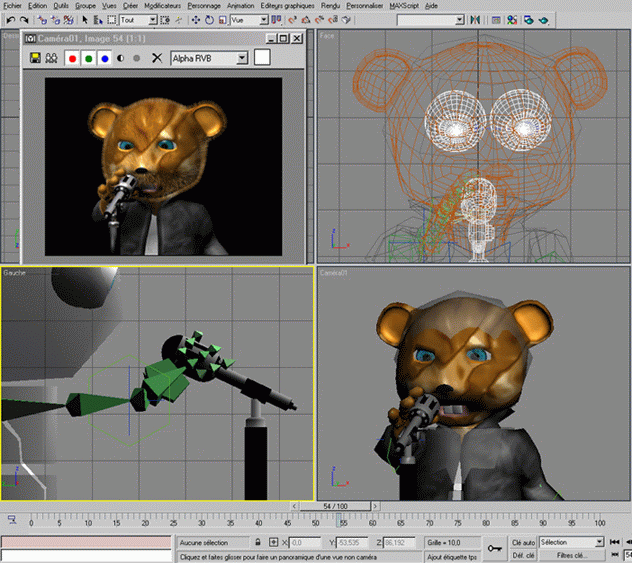 Fichier Edition Outils Groupe Vues Créer Modificateurs Personnage Animation Editeurs graphiques Rendu Personnaliser MAXScript Aide
Tout
Vue
Caméra01, Image 54 (1:1)
Alpha RVB
Face
Gauche
Caméra01
54 / 100
0 5 10 15 20 25 30 35 40 45 50 55 60 65 70 75 80 85 90 95 100
Aucune sélection
X: -0,0
Y: -53,535
Z: 86,192
Grille = 10,0
Clé auto
Sélection
Cliquez et faites glisser pour faire un panoramique d'une vue non caméra
Ajout étiquette tps
Déf. clé
Filtres clé...
54